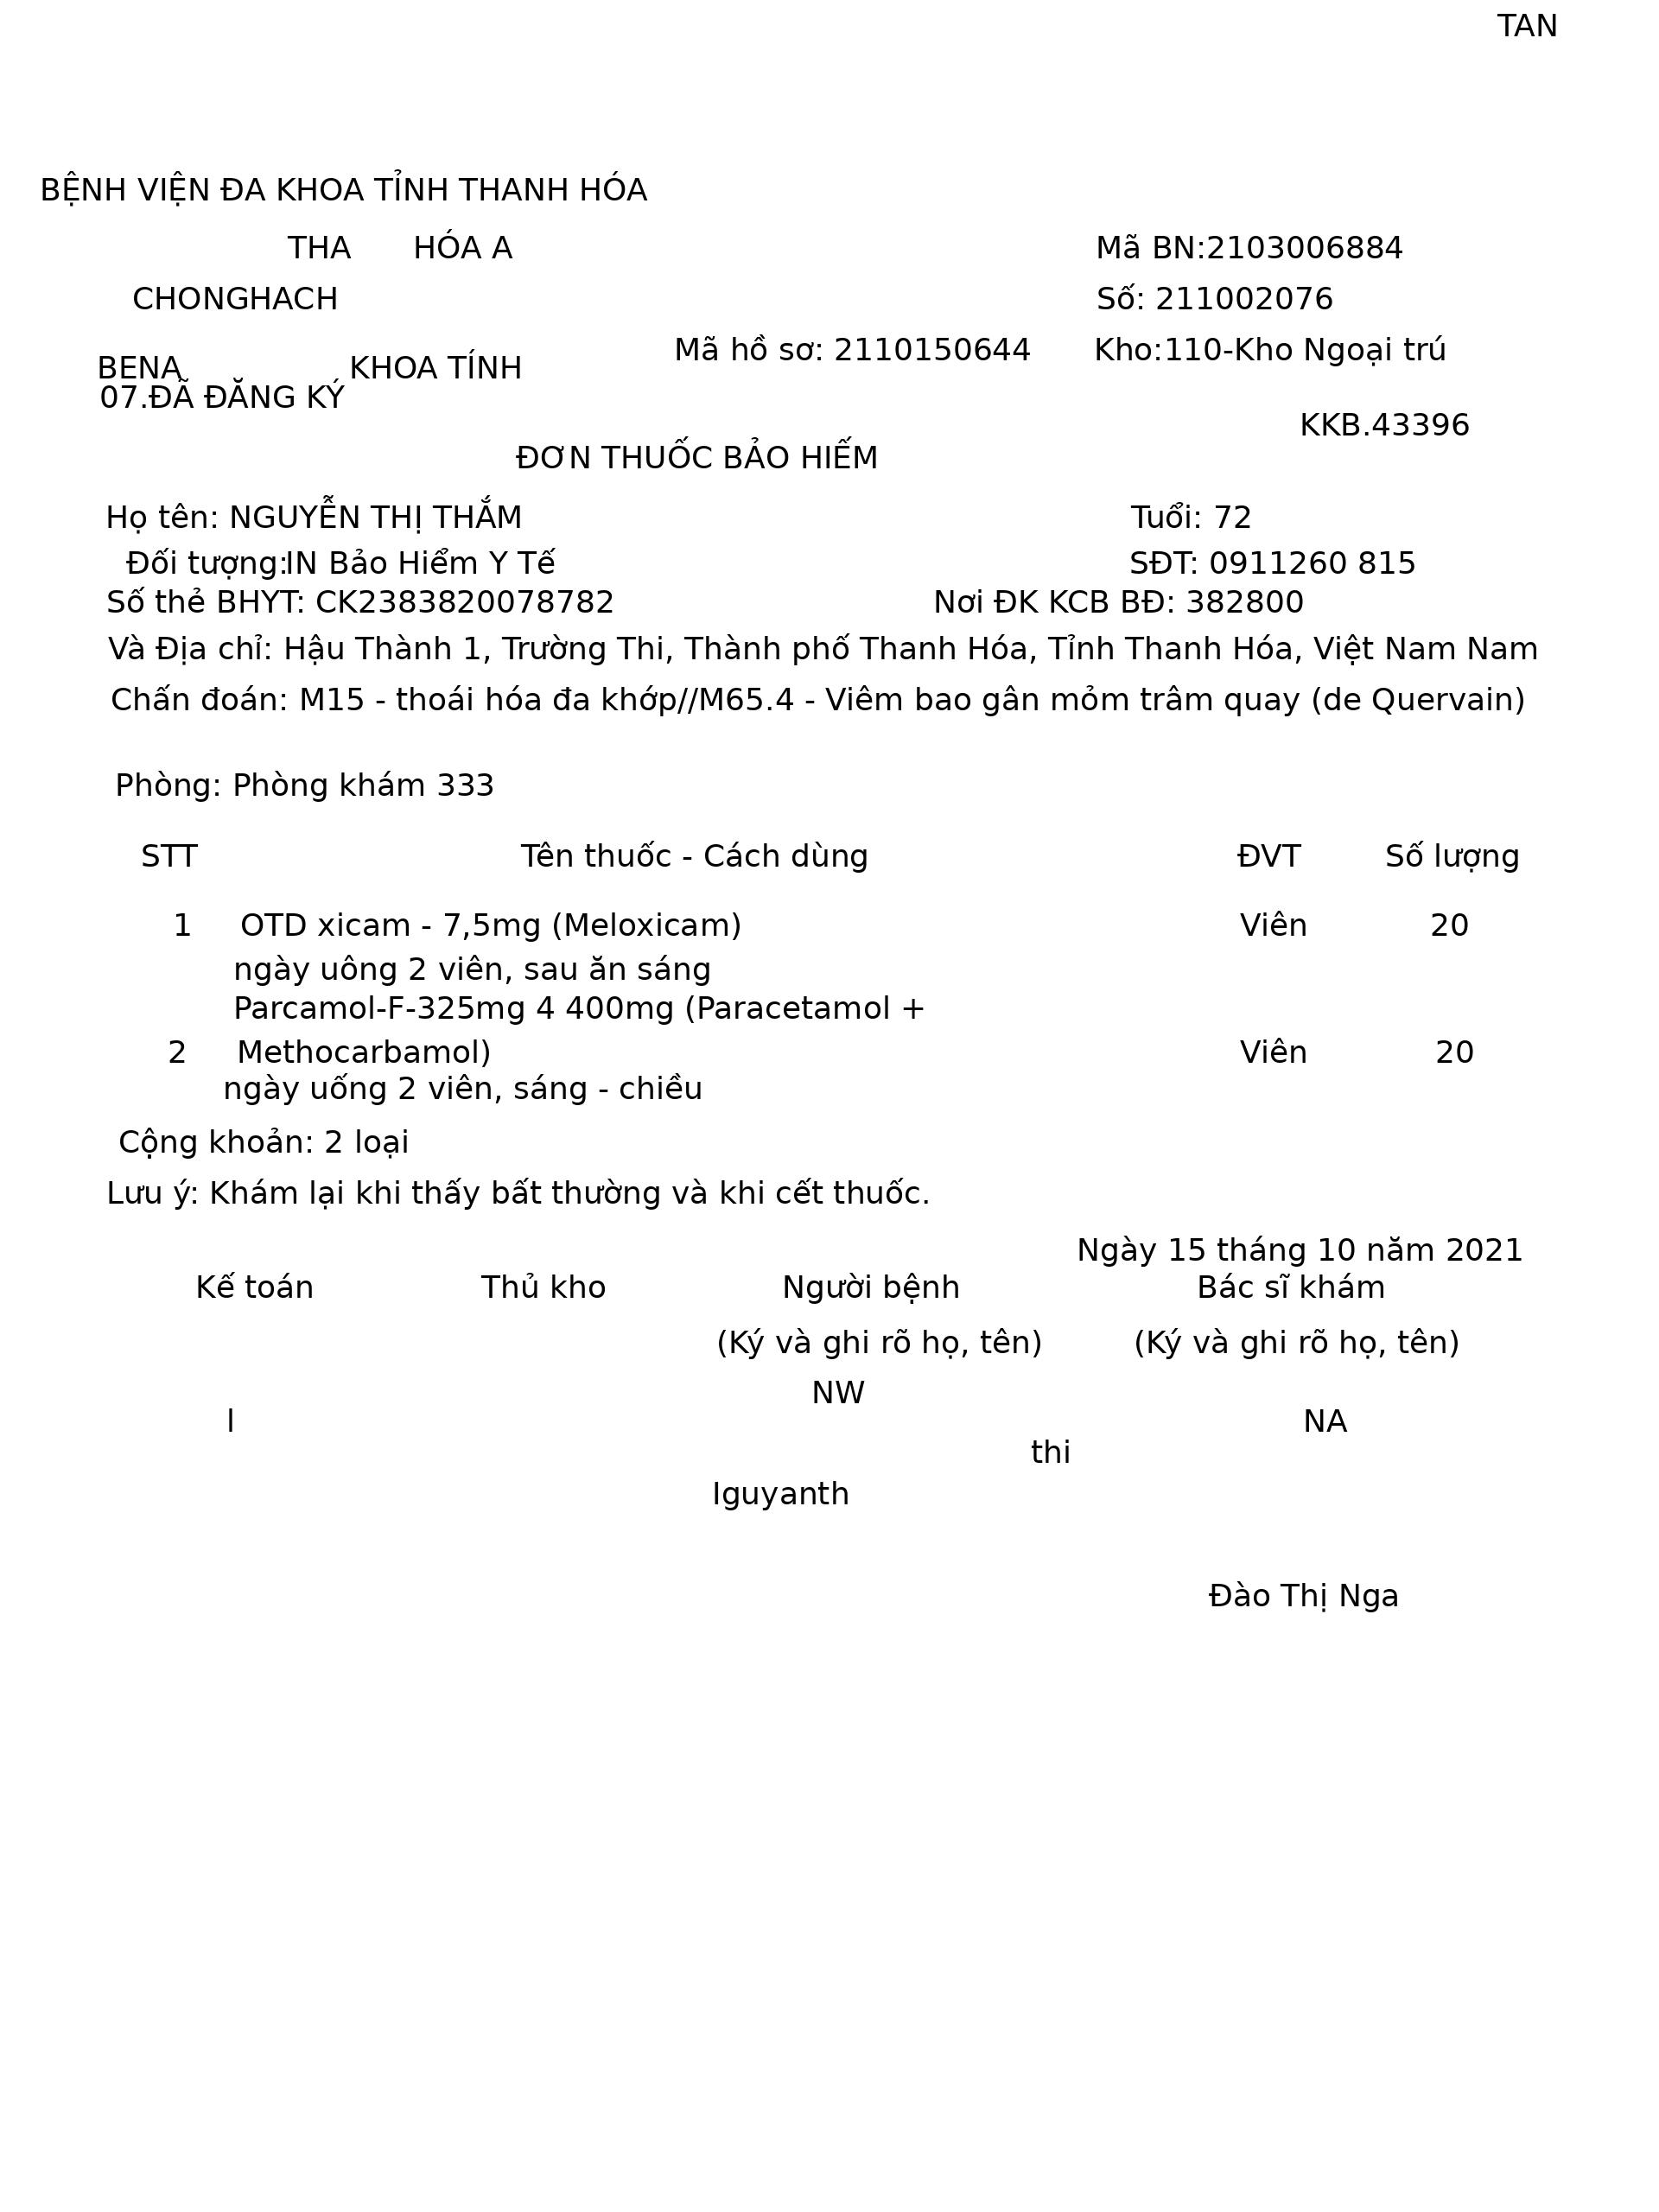 TAN
BỆNH VIỆN ĐA KHOA TỈNH THANH HÓA
THA HÓA A
Mã BN:2103006884
CHONGHACH
Số: 211002076
Mã hồ sơ: 2110150644
Kho:110-Kho Ngoại trú
BENA KHOA TÍNH
07.ĐÃ ĐĂNG KÝ
KKB.43396
ĐƠN THUỐC BẢO HIẾM
Họ tên: NGUYỄN THỊ THẮM
Tuổi: 72
Đối tượng:IN Bảo Hiểm Y Tế
SĐT: 0911260 815
Số thẻ BHYT: CK2383820078782
Nơi ĐK KCB BĐ: 382800
Và Địa chỉ: Hậu Thành 1, Trường Thi, Thành phố Thanh Hóa, Tỉnh Thanh Hóa, Việt Nam Nam
Chấn đoán: M15 - thoái hóa đa khớp//M65.4 - Viêm bao gân mỏm trâm quay (de Quervain)
Phòng: Phòng khám 333
STT Tên thuốc - Cách dùng ĐVT Số lượng
1 OTD xicam - 7,5mg (Meloxicam) Viên 20
ngày uông 2 viên, sau ăn sáng
Parcamol-F-325mg 4 400mg (Paracetamol +
2 Methocarbamol) Viên 20
ngày uống 2 viên, sáng - chiều
Cộng khoản: 2 loại
Lưu ý: Khám lại khi thấy bất thường và khi cết thuốc.
Ngày 15 tháng 10 năm 2021
Kế toán Thủ kho Người bệnh Bác sĩ khám
(Ký và ghi rõ họ, tên) (Ký và ghi rõ họ, tên)
NW
I NA
thi
Iguyanth
Đào Thị Nga